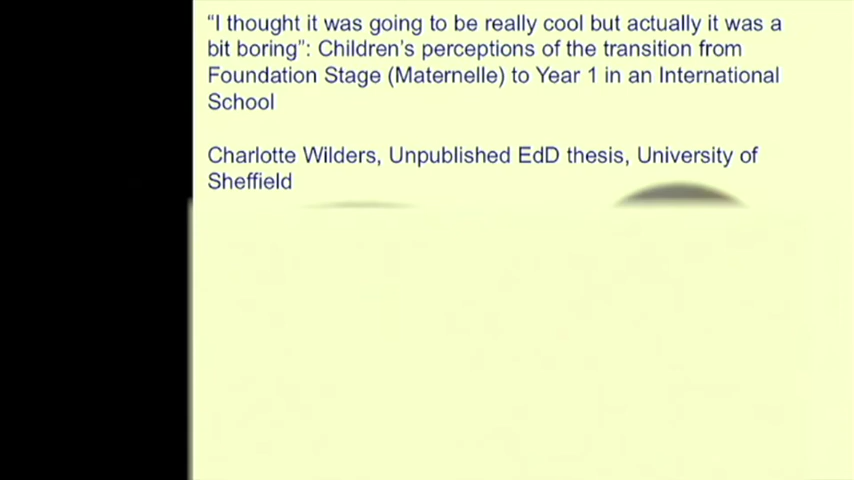 “I thought it was going to be really cool but actually it was a
bit boring”: Children’s perceptions of the transition from
Foundation Stage (Maternelle) to Year 1 in an International
School
Charlotte Wilders, Unpublished EdD thesis, University of
Sheffield